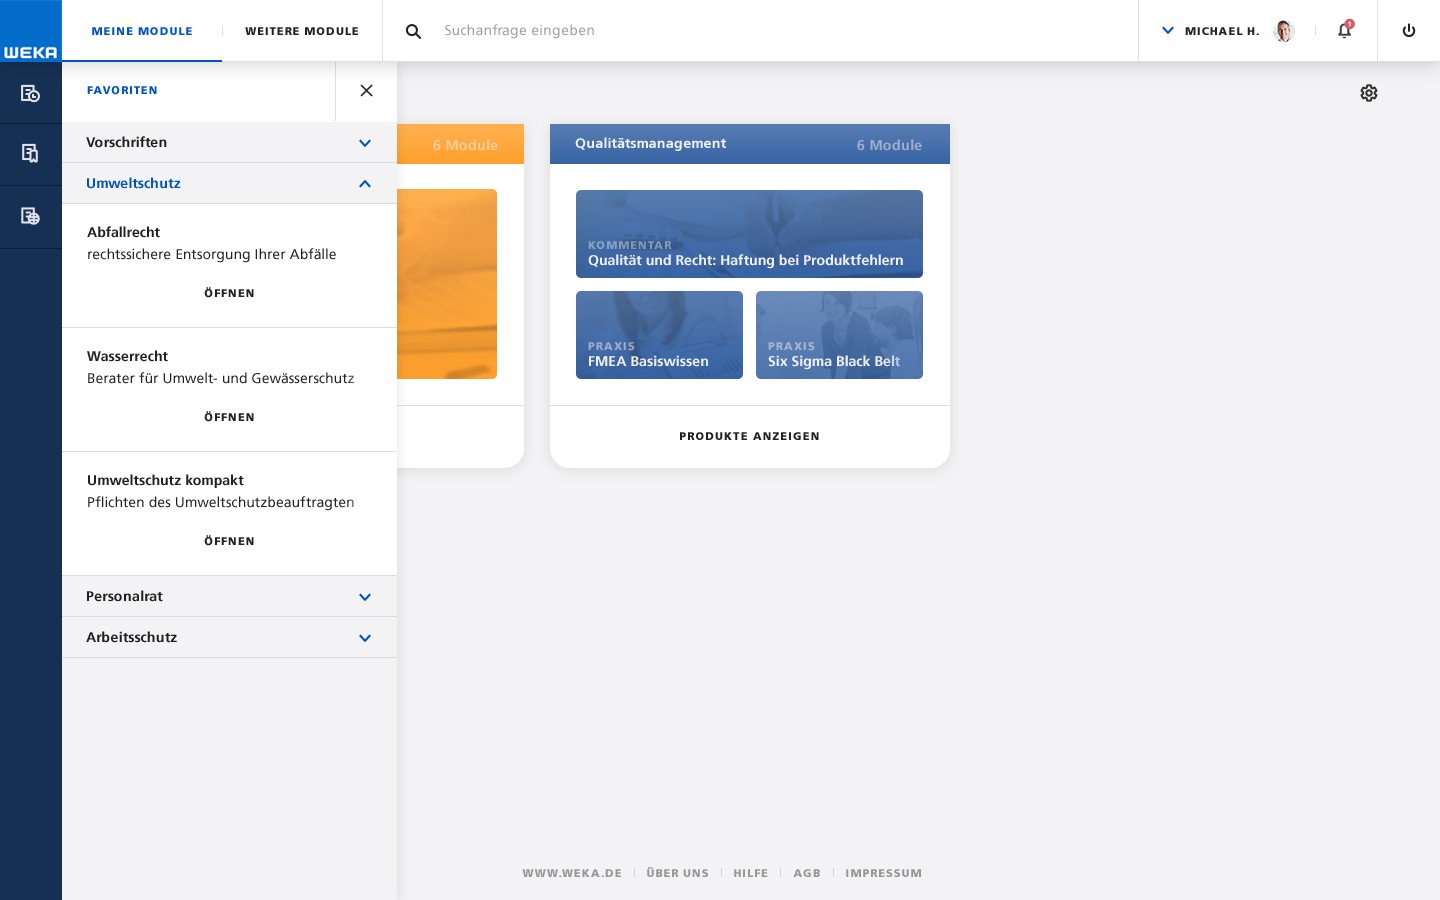 WEKA
MEINE MODULE
WEITERE MODULE
Suchanfrage eingeben
MICHAEL H.
1
FAVORITEN
Vorschriften
Umweltschutz
Abfallrecht
rechtssichere Entsorgung Ihrer Abfälle
ÖFFNEN
Wasserrecht
Berater für Umwelt- und Gewässerschutz
ÖFFNEN
Umweltschutz kompakt
Pflichten des Umweltschutzbeauftragten
ÖFFNEN
Personalrat
Arbeitsschutz
6 Module
Qualitätsmanagement
6 Module
KOMMENTAR
Qualität und Recht: Haftung bei Produktfehlern
PRAXIS
FMEA Basiswissen
PRAXIS
Six Sigma Black Belt
PRODUKTE ANZEIGEN
WWW.WEKA.DE
ÜBER UNS
HILFE
AGB
IMPRESSUM